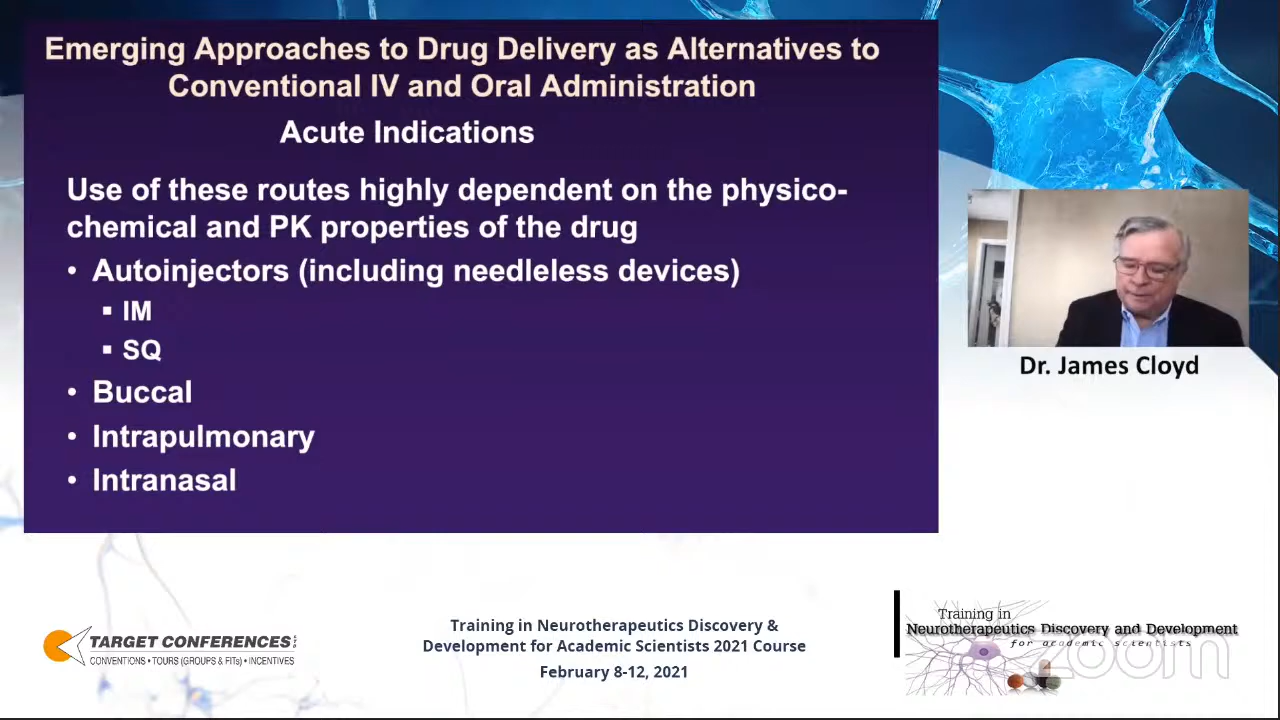 Emerging Approaches to Drug Delivery as Alternatives to
Conventional IV and Oral Administration
Acute Indications
Use of these routes highly dependent on the physico-
chemical and PK properties of the drug
• Autoinjectors (including needleless devices)
▪ IM
▪ SQ
• Buccal
• Intrapulmonary
• Intranasal
Dr. James Cloyd
TARGET CONFERENCES
CONVENTIONS • TOURS (GROUPS & FITs) • INCENTIVES
Training in Neurotherapeutics Discovery &
Development for Academic Scientists 2021 Course
February 8-12, 2021
Training in
Neurotherapeutics Discovery and Development
for academic scientists
zoom